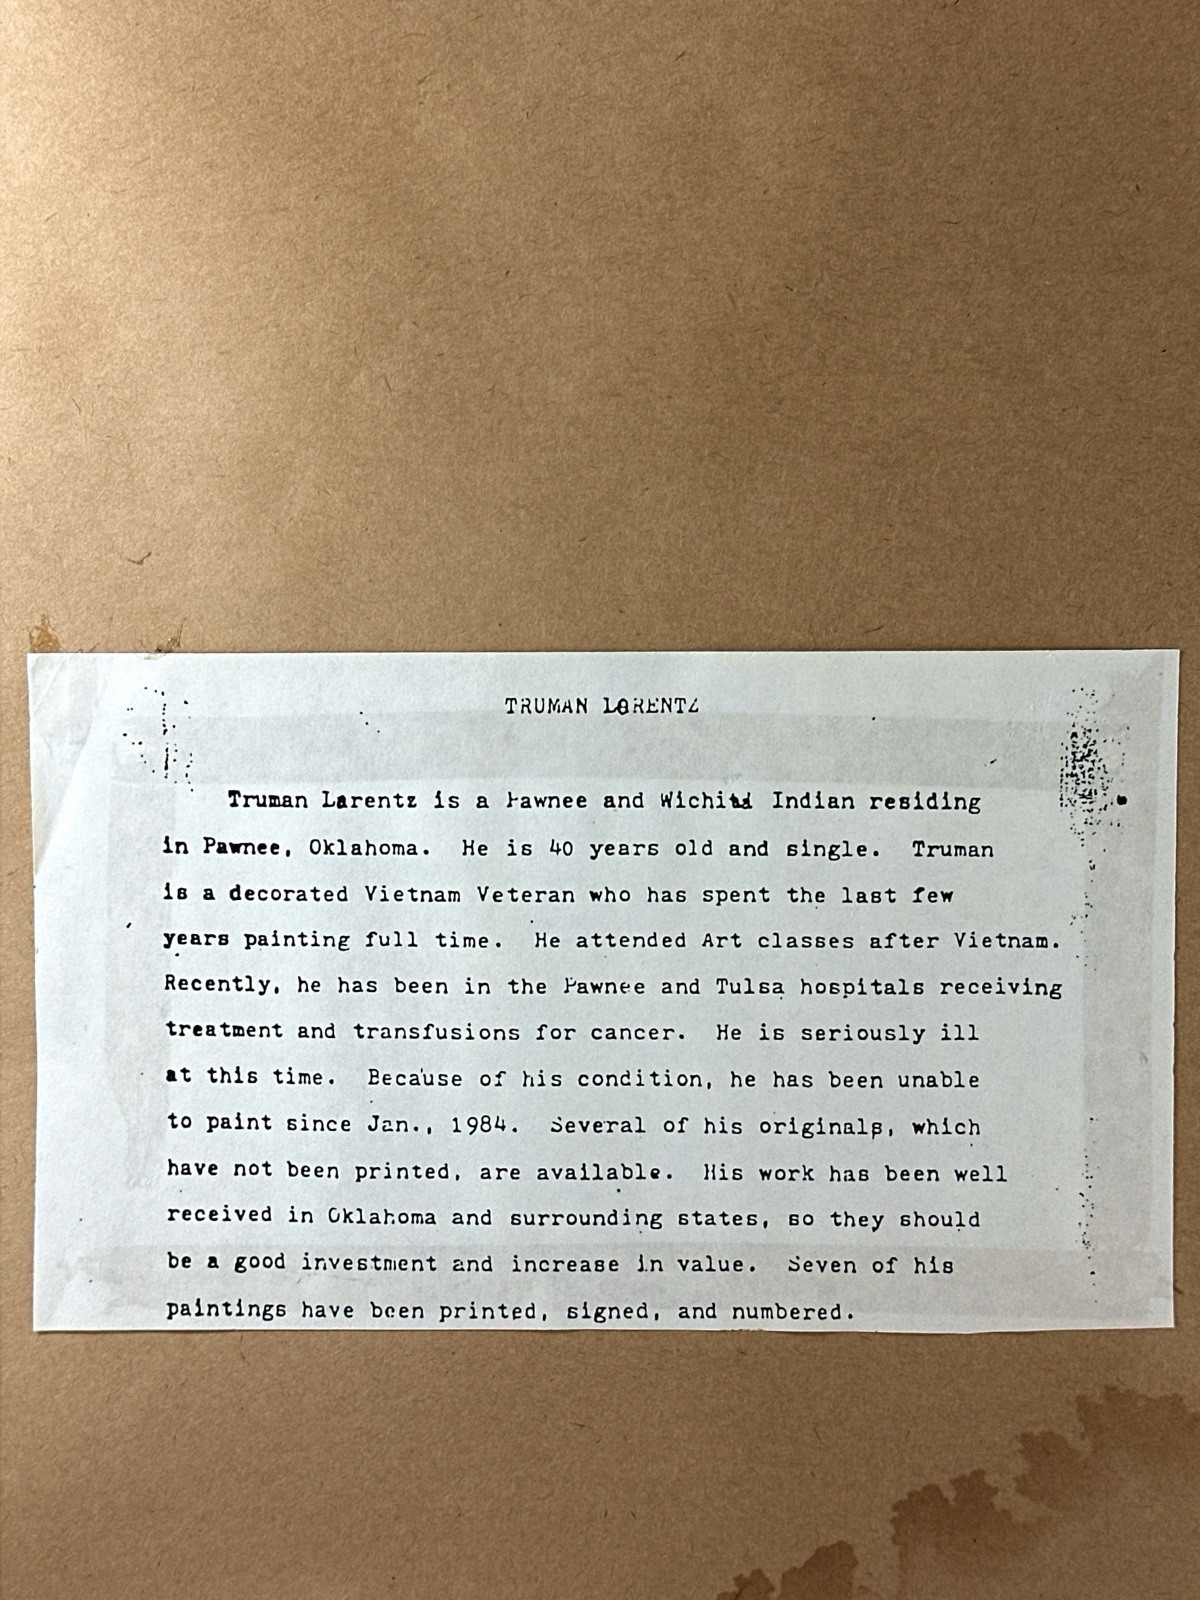 TRUMAN LORENTZ
Truman Larentz is a Pawnee and Wichita Indian residing
in Pawnee, Oklahoma. He is 40 years old and single. Truman
is a decorated Vietnam Veteran who has spent the last few
years painting full time. He attended Art classes after Vietnam.
Recently, he has been in the Pawnee and Tulsa hospitals receiving
treatment and transfusions for cancer. He is seriously ill
at this time. Because of his condition, he has been unable
to paint since Jan., 1984. Several of his originals, which
have not been printed, are available. His work has been well
received in Oklahoma and surrounding states, so they should
be a good investment and increase in value. Seven of his
paintings have been printed, signed, and numbered.